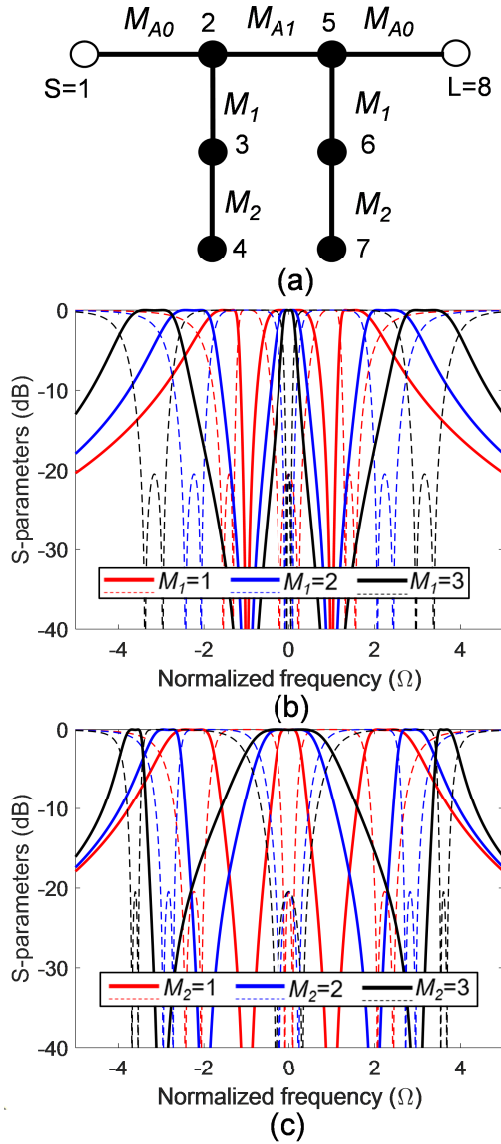 M_A0 2 M_A1 5 M_A0
S=1 L=8
M_1 M_1
3 6
M_2 M_2
4 7
(a)
S-parameters (dB)
0
-10
-20
-30
-40
M_1=1 M_1=2 M_1=3
-4 -2 0 2 4
Normalized frequency (Ω)
(b)
S-parameters (dB)
0
-10
-20
-30
-40
M_2=1 M_2=2 M_2=3
-4 -2 0 2 4
Normalized frequency (Ω)
(c)